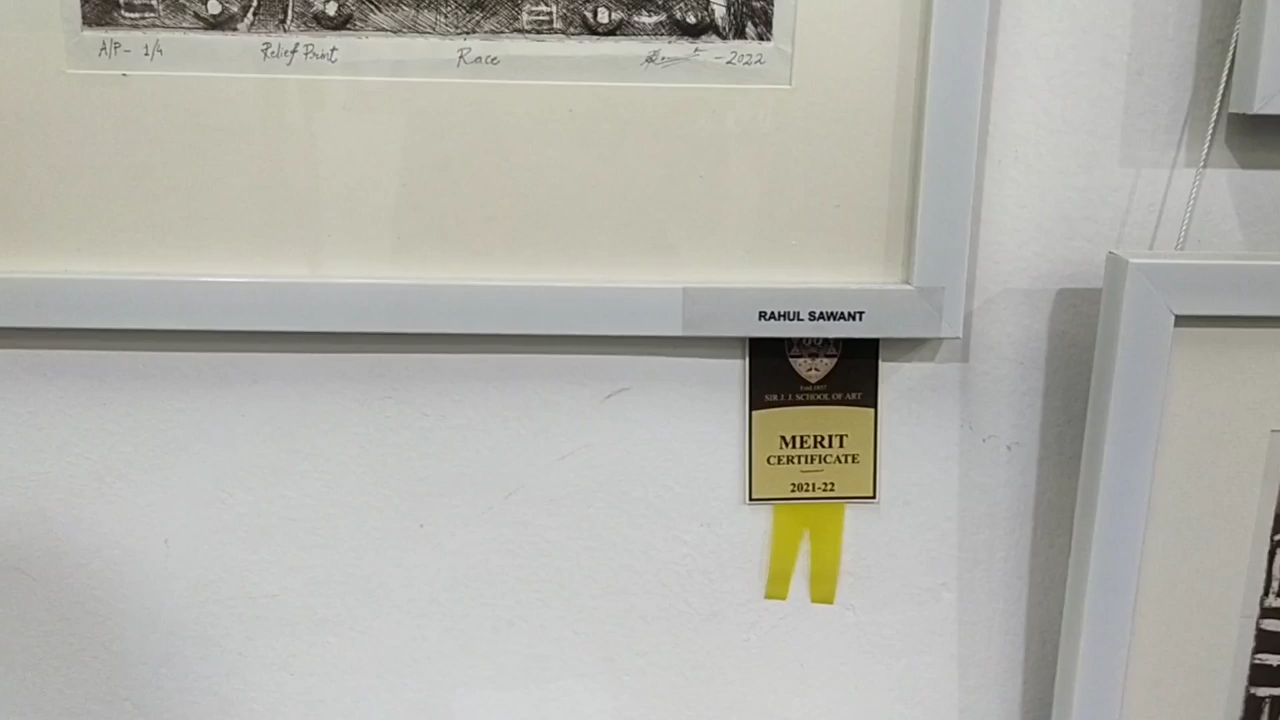 A/P- 1/4 Relief Print Race -2022
RAHUL SAWANT
SIR J. J. SCHOOL OF ART
MERIT
CERTIFICATE
2021-22